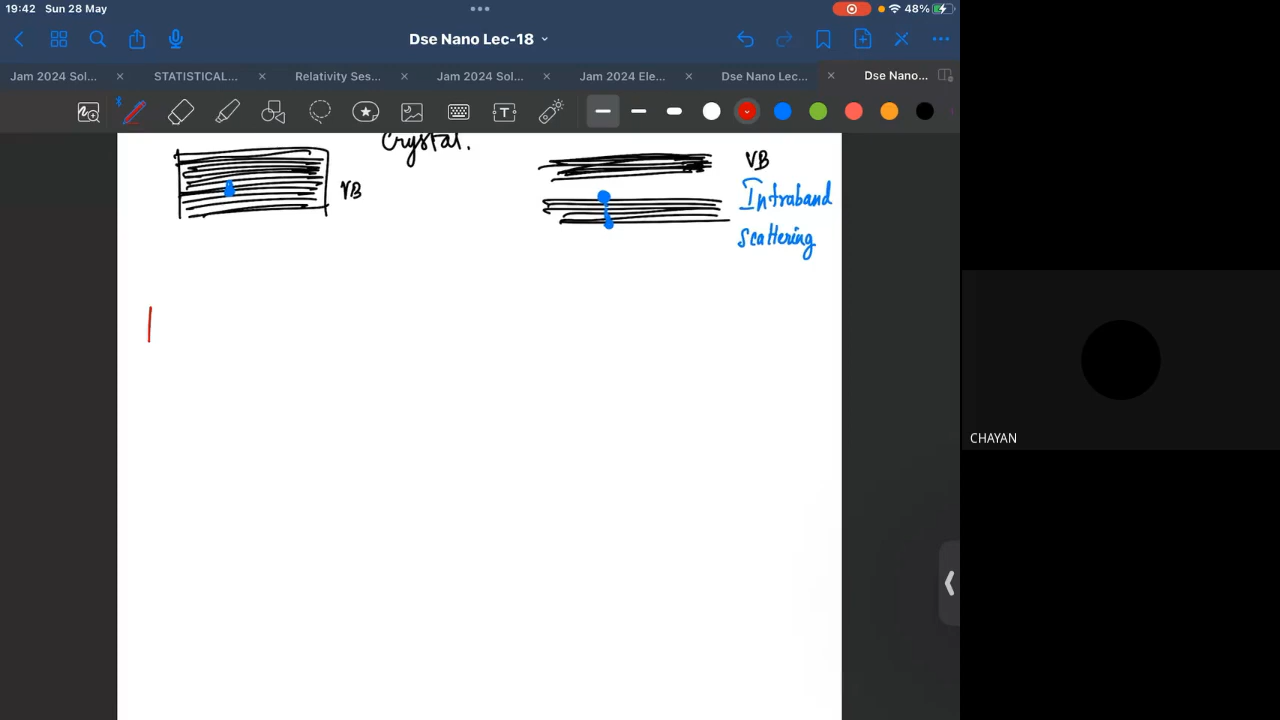 19:42 Sun 28 May
48%
Dse Nano Lec-18
Jam 2024 Sol...
STATISTICAL...
Relativity Ses...
Jam 2024 Sol...
Jam 2024 Ele...
Dse Nano Lec...
Dse Nano...
T
Crystal.
VB
VB
Intraband
scattering
CHAYAN